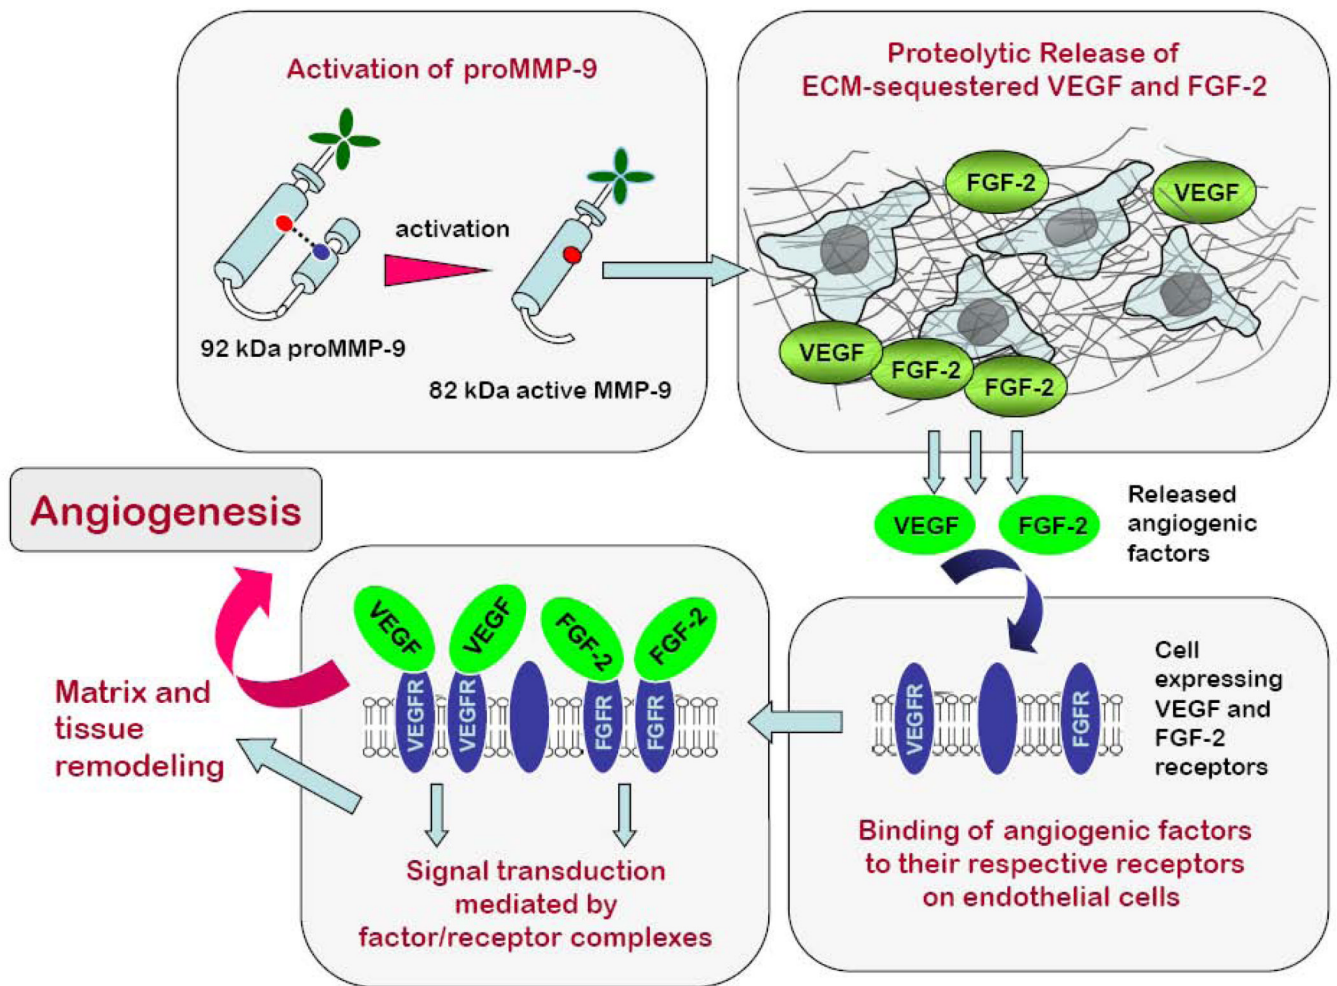 Activation of proMMP-9
activation
92 kDa proMMP-9
82 kDa active MMP-9
Proteolytic Release of
ECM-sequestered VEGF and FGF-2
FGF-2
VEGF
VEGF
FGF-2
FGF-2
VEGF
FGF-2
Released
angiogenic
factors
Cell
expressing
VEGF and
FGF-2
receptors
VEGFR
FGFR
Binding of angiogenic factors
to their respective receptors
on endothelial cells
VEGF
VEGF
FGF-2
FGF-2
VEGFR
VEGFR
FGFR
FGFR
Signal transduction
mediated by
factor/receptor complexes
Matrix and
tissue
remodeling
Angiogenesis